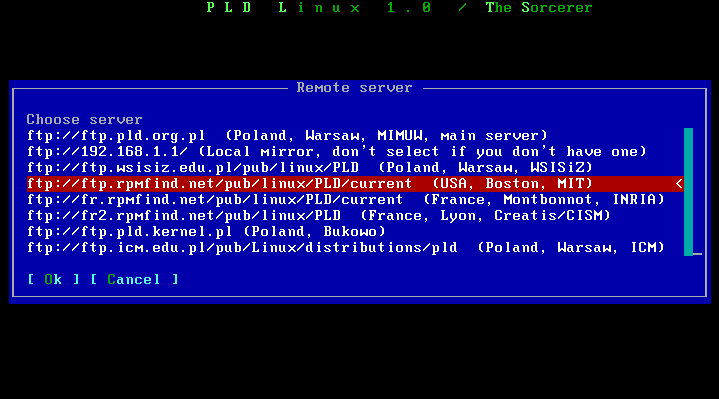 P L D  L i n u x  1 . 0  /  The Sorcerer
Remote server
Choose server
ftp://ftp.pld.org.pl  (Poland, Warsaw, MIMUW, main server)
ftp://192.168.1.1/ (Local mirror, don't select if you don't have one)
ftp://ftp.wsisiz.edu.pl/pub/linux/PLD  (Poland, Warsaw, WSISiZ)
ftp://ftp.rpmfind.net/pub/linux/PLD/current  (USA, Boston, MIT) <
ftp://fr.rpmfind.net/pub/linux/PLD/current  (France, Montbonnot, INRIA)
ftp://fr2.rpmfind.net/pub/linux/PLD  (France, Lyon, Creatis/CISM)
ftp://ftp.pld.kernel.pl (Poland, Bukowo)
ftp://ftp.icm.edu.pl/pub/Linux/distributions/pld  (Poland, Warsaw, ICM)
[ Ok ] [ Cancel ]